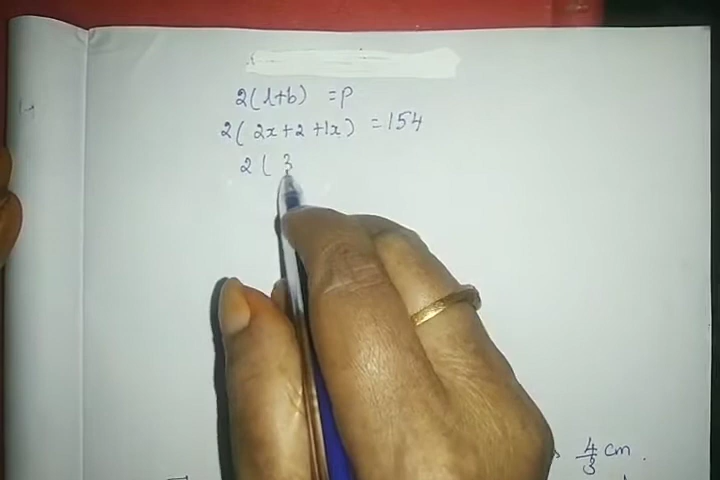 2(l+b) =p
2(2x+2+1x) =154
2( 3
4/3 cm.